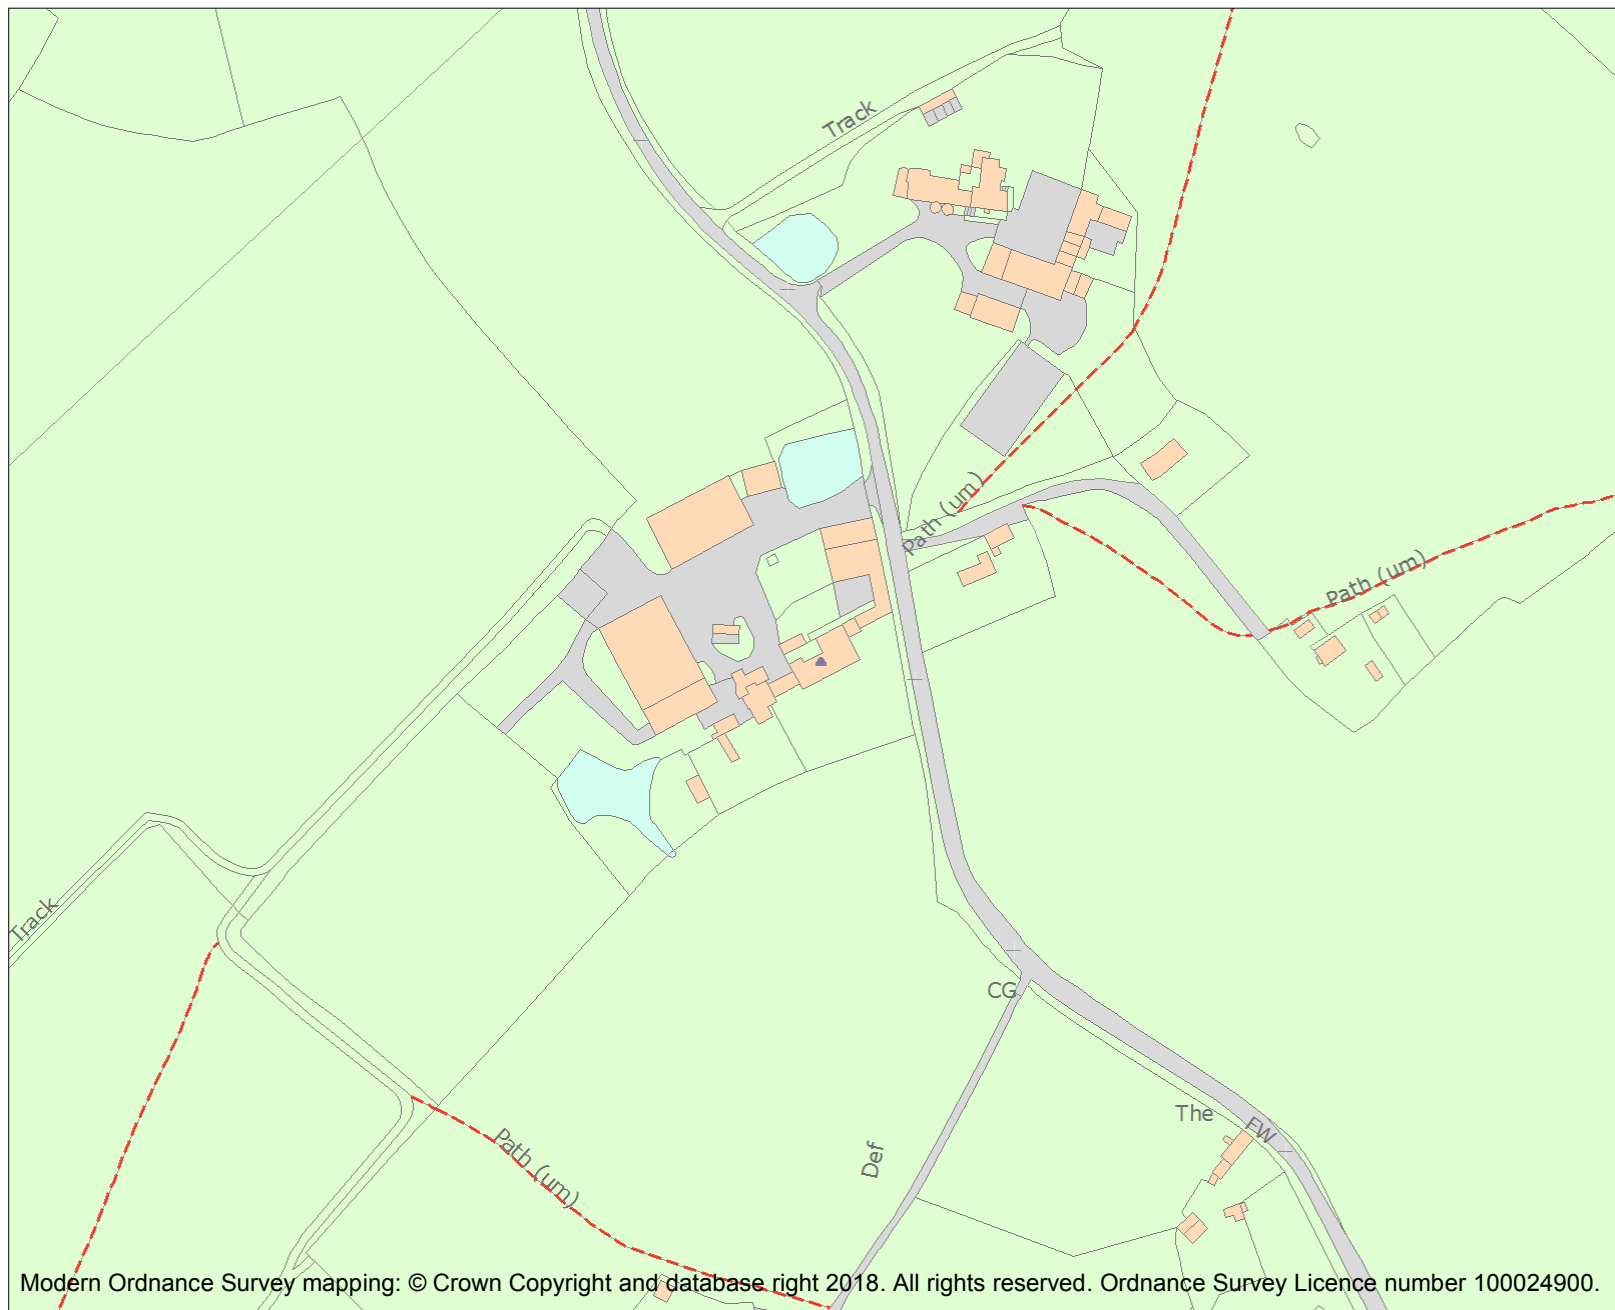 Track
Path (um)
Path (um)
Track
CG
The
FW
Def
Path (um)
Modern Ordnance Survey mapping: © Crown Copyright and database right 2018. All rights reserved. Ordnance Survey Licence number 100024900.